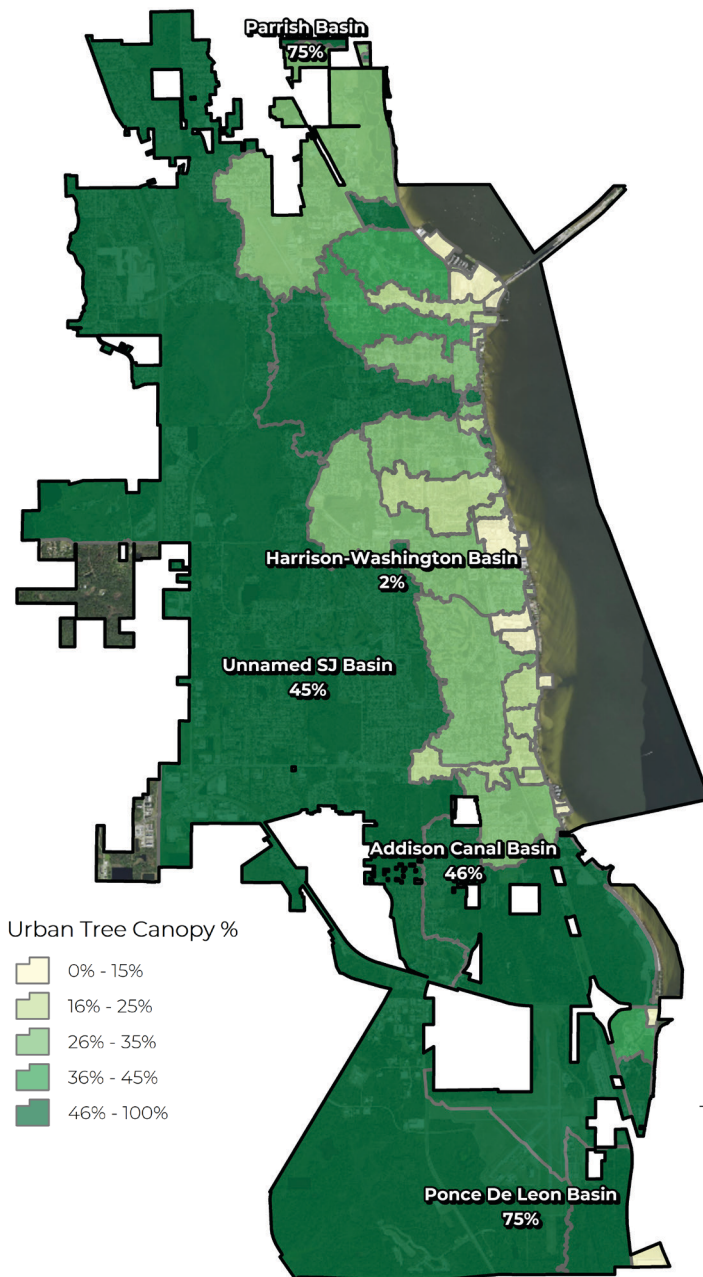 Parrish Basin
75%
Harrison-Washington Basin
2%
Unnamed SJ Basin
45%
Addison Canal Basin
46%
Urban Tree Canopy %
0% - 15%
16% - 25%
26% - 35%
36% - 45%
46% - 100%
Ponce De Leon Basin
75%